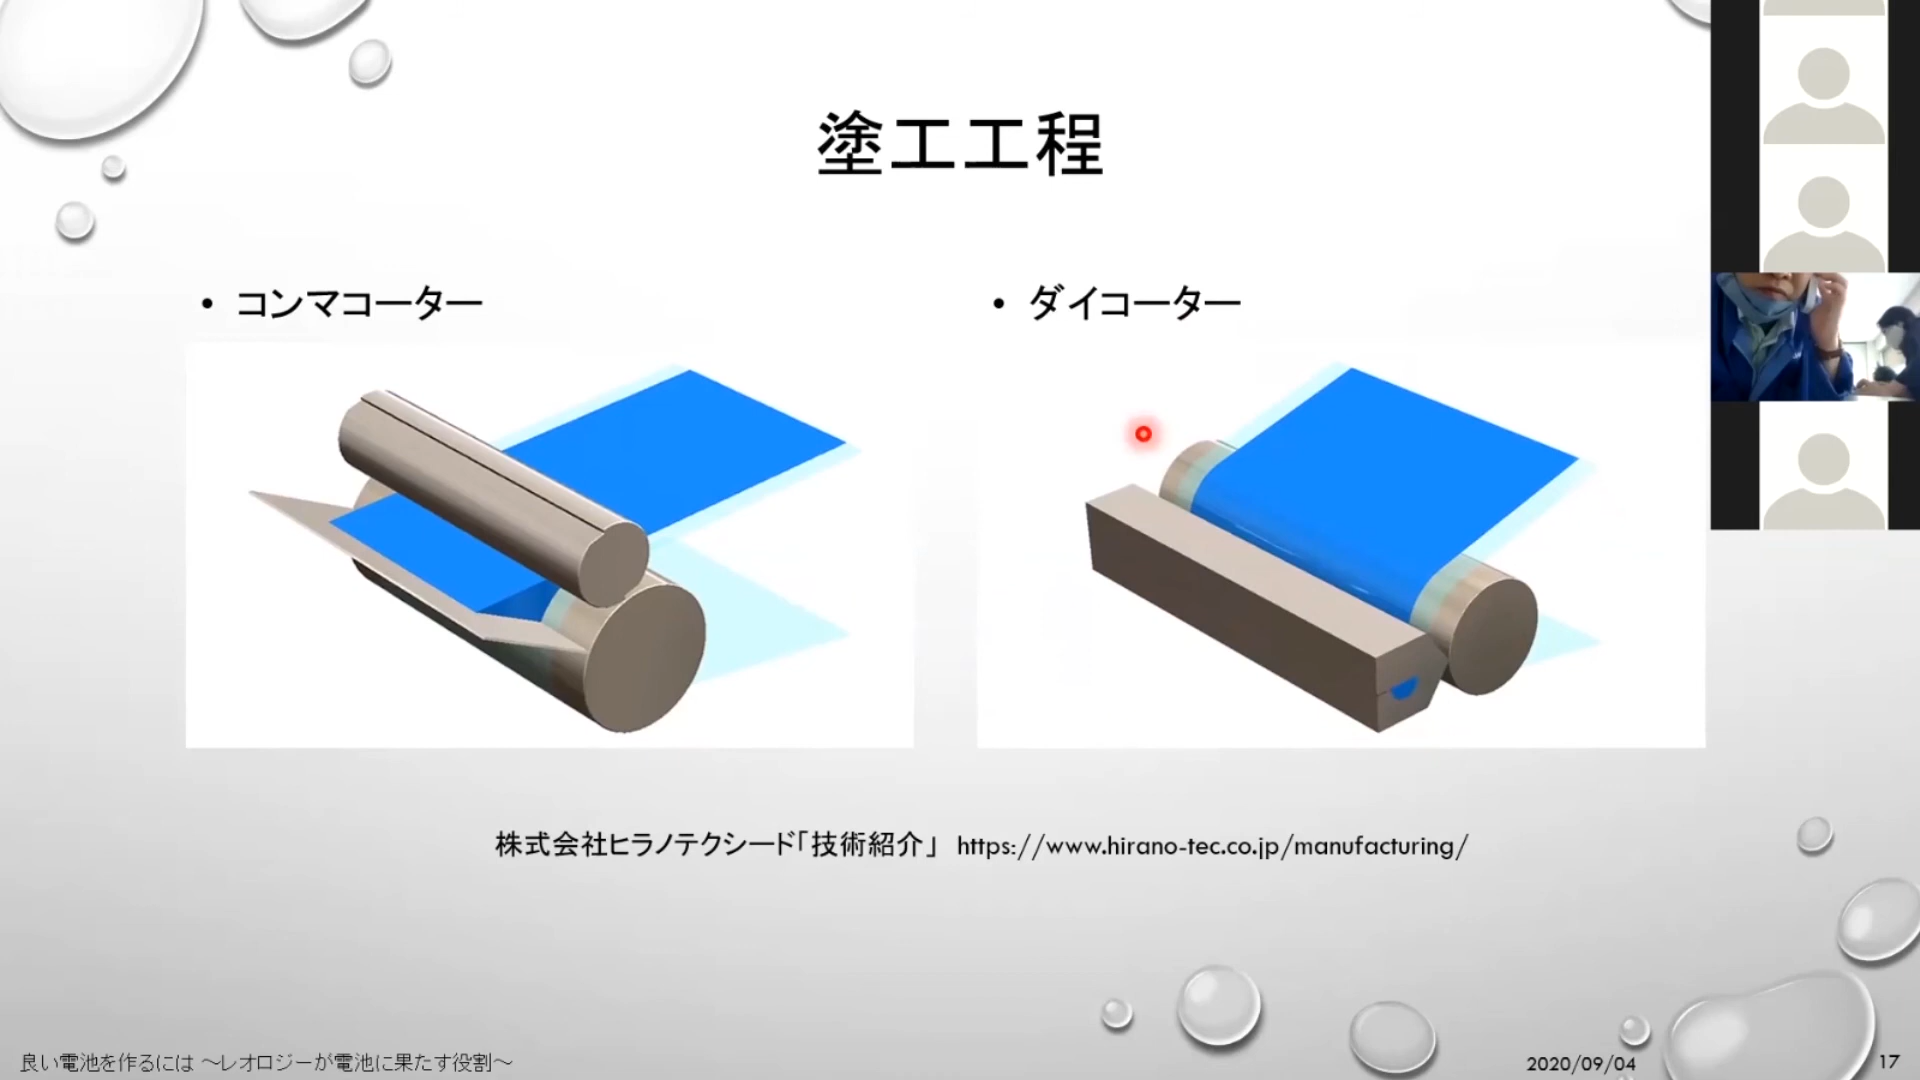 塗工工程
• コンマコーター
• ダイコーター
株式会社ヒラノテクシード「技術紹介」 https://www.hirano-tec.co.jp/manufacturing/
良い電池を作るには ～レオロジーが電池に果たす役割～
2020/09/04
17